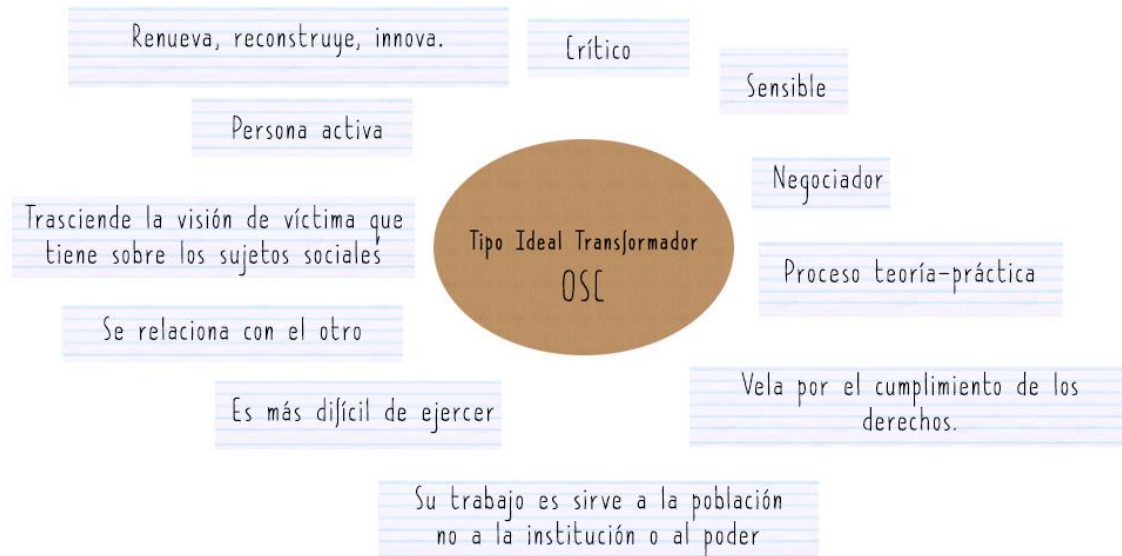 Renueva, reconstruye, innova.
Crítico
Sensible
Persona activa
Negociador
Trasciende la visión de víctima que
tiene sobre los sujetos sociales
Tipo Ideal Transformador
OSC
Proceso teoría-práctica
Se relaciona con el otro
Es más difícil de ejercer
Vela por el cumplimiento de los
derechos.
Su trabajo es sirve a la población
no a la institución o al poder